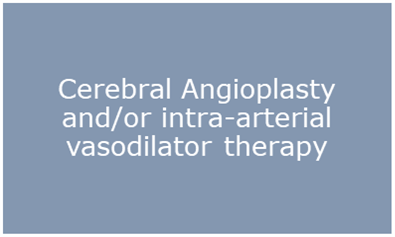 Cerebral Angioplasty
and/or intra-arterial
vasodilator therapy